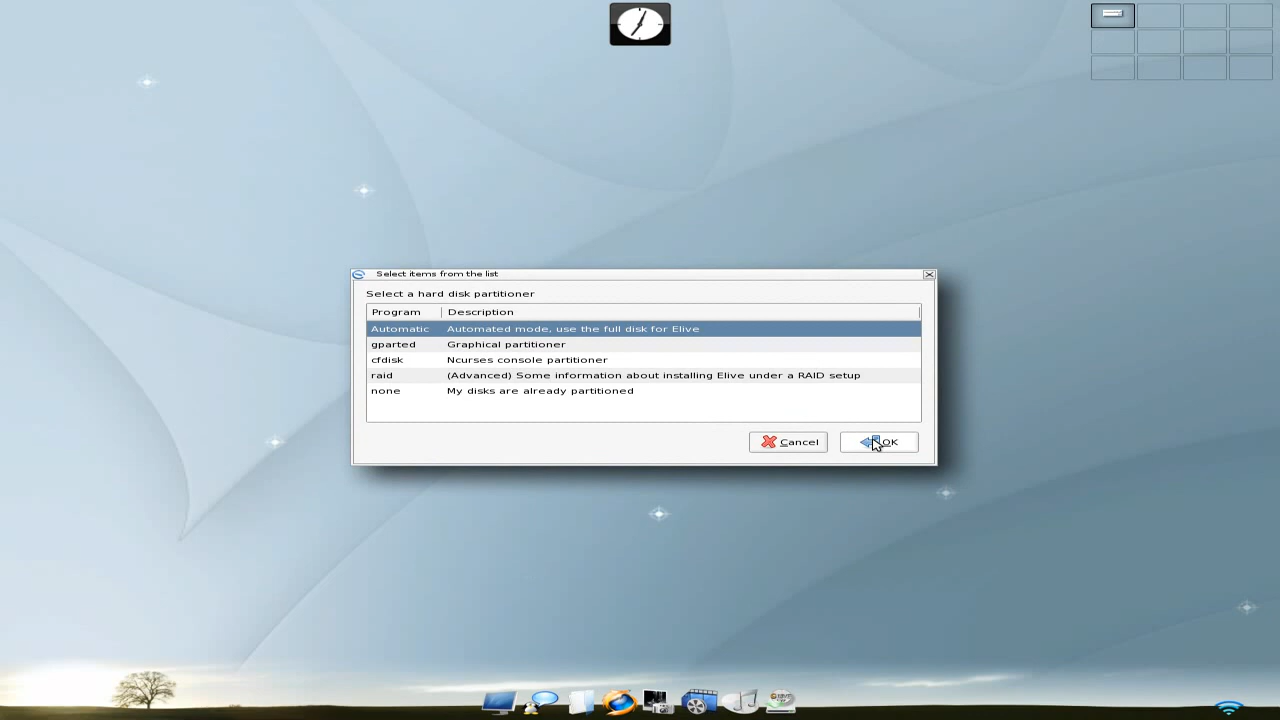 Select items from the list
Select a hard disk partitioner
Program Description
Automatic Automated mode, use the full disk for Elive
gparted Graphical partitioner
cfdisk Ncurses console partitioner
raid (Advanced) Some information about installing Elive under a RAID setup
none My disks are already partitioned
Cancel OK